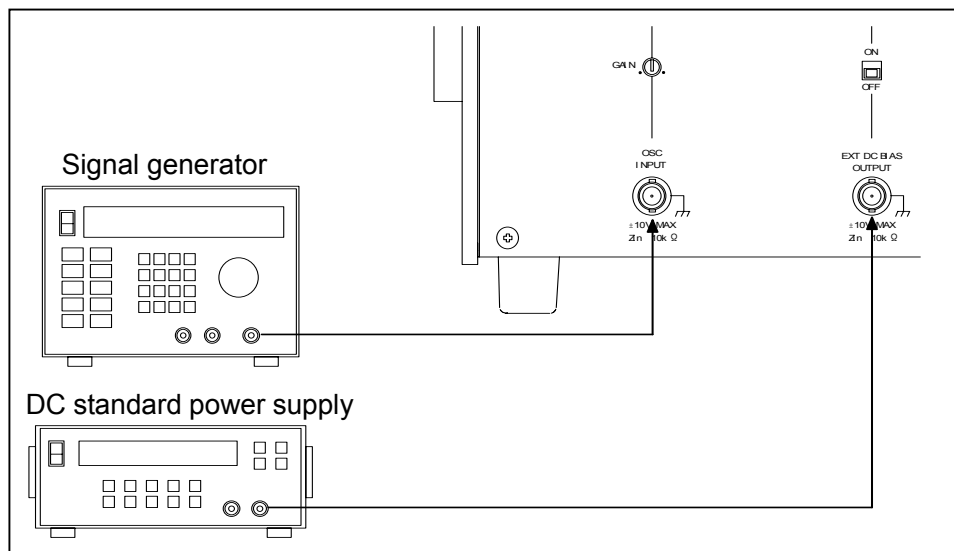 ON
GAIN
OFF
Signal generator
OSC
INPUT
EXT DC BIAS
OUTPUT
±10V MAX
Zin 10k Ω
±10V MAX
Zin 10k Ω
DC standard power supply